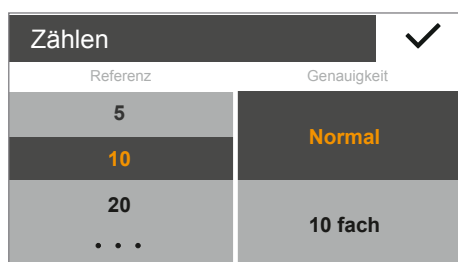 Zählen
Referenz Genauigkeit
5
Normal
10
20
10 fach
• • •